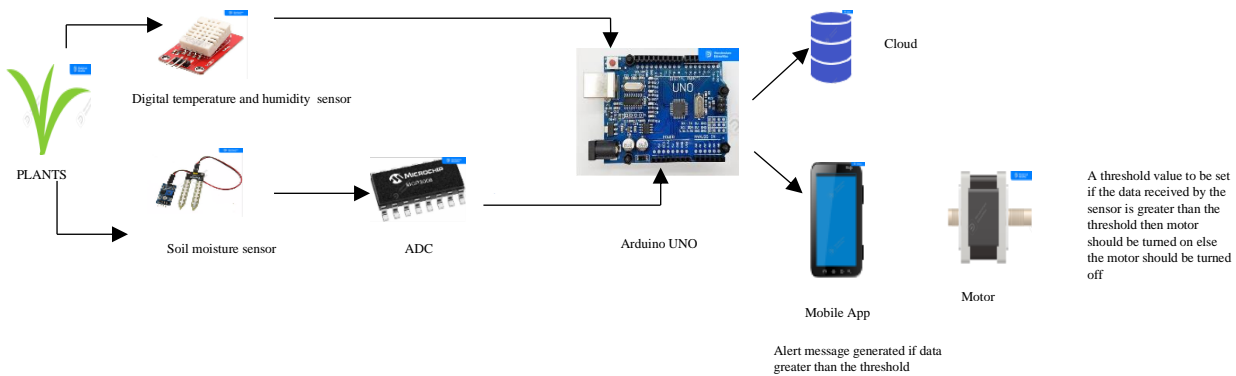 Cloud
UNO
Digital temperature and humidity sensor
PLANTS
MICROCHIP
Soil moisture sensor
ADC
Arduino UNO
Mobile App
Motor
A threshold value to be set
if the data received by the
sensor is greater than the
threshold then motor
should be turned on else
the motor should be turned
off
Alert message generated if data
greater than the threshold